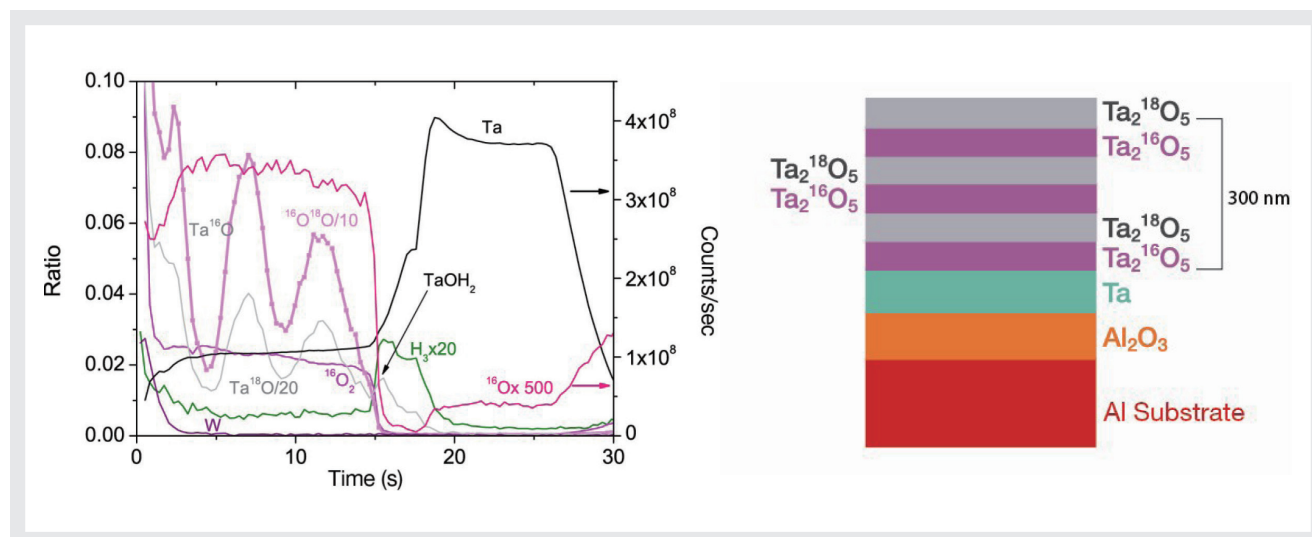 0.10
0.08
0.06
0.04
0.02
0.00
Ratio
0
10
20
30
Time (s)
4x10⁸
3x10⁸
2x10⁸
1x10⁸
0
Counts/sec
Ta
Ta¹⁶O
¹⁶O¹⁸O/10
TaOH₂
H₃x20
Ta¹⁸O/20
¹⁶O₂
¹⁶Ox 500
W
Ta₂¹⁸O₅
Ta₂¹⁶O₅
Ta₂¹⁸O₅
Ta₂¹⁶O₅
300 nm
Ta₂¹⁸O₅
Ta₂¹⁶O₅
Ta
Al₂O₃
Al Substrate